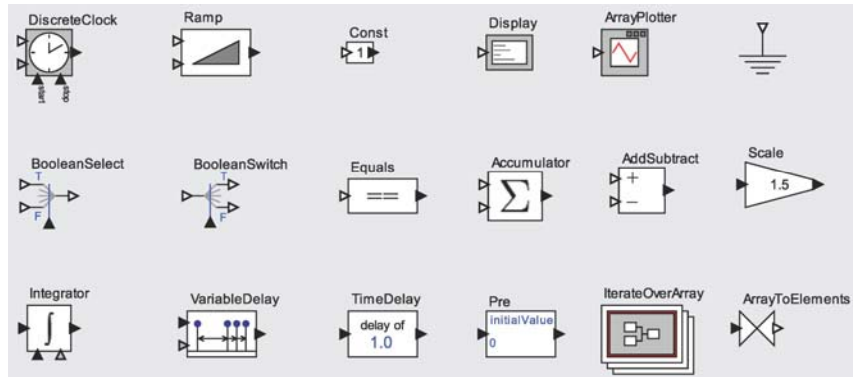 DiscreteClock
Ramp
Const
Display
ArrayPlotter
1
start
stop
BooleanSelect
BooleanSwitch
Equals
Accumulator
AddSubtract
Scale
T
T
==
Σ
+
−
1.5
F
F
Integrator
VariableDelay
TimeDelay
Pre
IterateOverArray
ArrayToElements
∫
delay of
1.0
initialValue
0